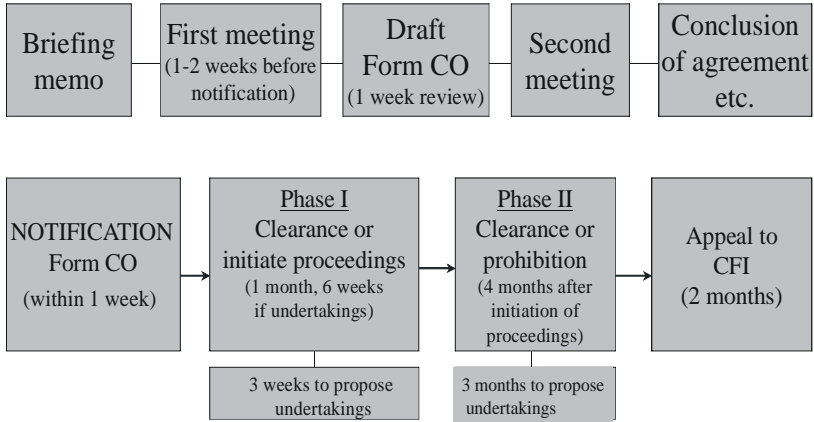 Briefing
memo
First meeting
(1-2 weeks before
notification)
Draft
Form CO
(1 week review)
Second
meeting
Conclusion
of agreement
etc.
NOTIFICATION
Form CO
(within 1 week)
Phase I
Clearance or
initiate proceedings
(1 month, 6 weeks
if undertakings)
3 weeks to propose
undertakings
Phase II
Clearance or
prohibition
(4 months after
initiation of
proceedings)
3 months to propose
undertakings
Appeal to
CFI
(2 months)